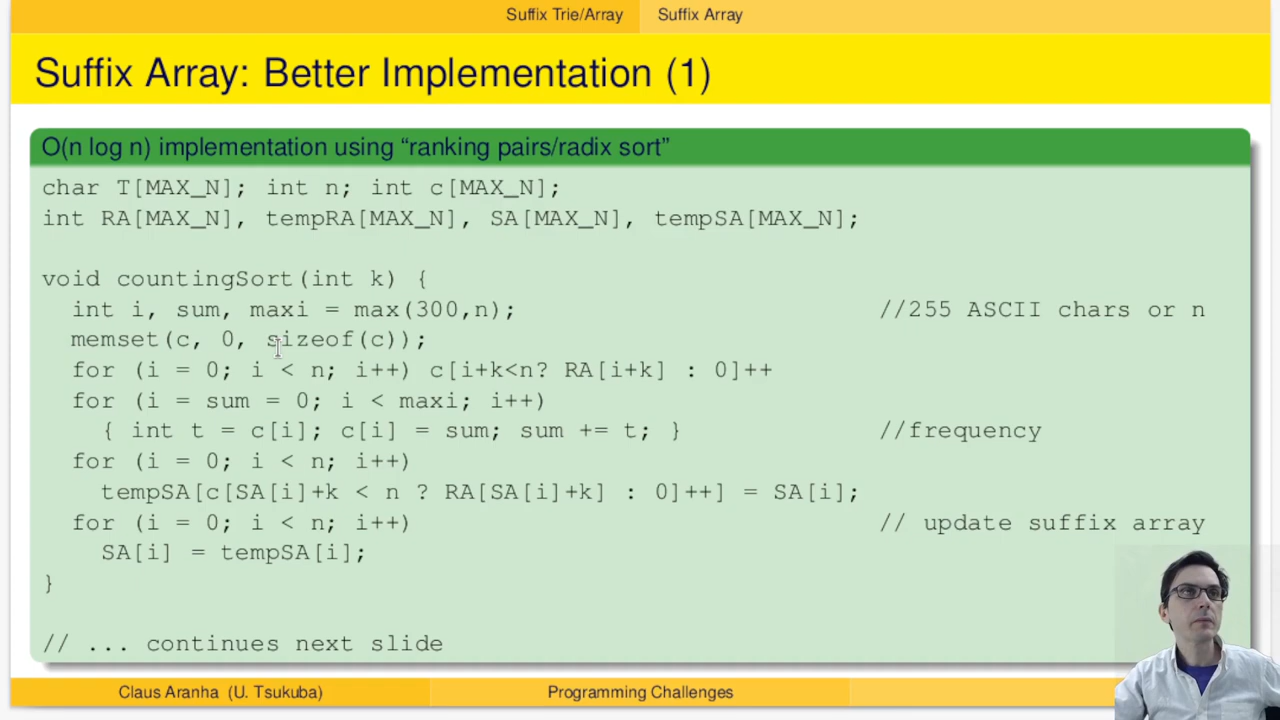 Suffix Trie/Array Suffix Array
Suffix Array: Better Implementation (1)
O(n log n) implementation using “ranking pairs/radix sort”
char T[MAX_N]; int n; int c[MAX_N];
int RA[MAX_N], tempRA[MAX_N], SA[MAX_N], tempSA[MAX_N];
void countingSort(int k) {
int i, sum, maxi = max(300,n); //255 ASCII chars or n
memset(c, 0, sizeof(c));
for (i = 0; i < n; i++) c[i+k<n? RA[i+k] : 0]++
for (i = sum = 0; i < maxi; i++)
{ int t = c[i]; c[i] = sum; sum += t; } //frequency
for (i = 0; i < n; i++)
tempSA[c[SA[i]+k < n ? RA[SA[i]+k] : 0]++] = SA[i];
for (i = 0; i < n; i++) // update suffix array
SA[i] = tempSA[i];
}
// ... continues next slide
Claus Aranha (U. Tsukuba) Programming Challenges